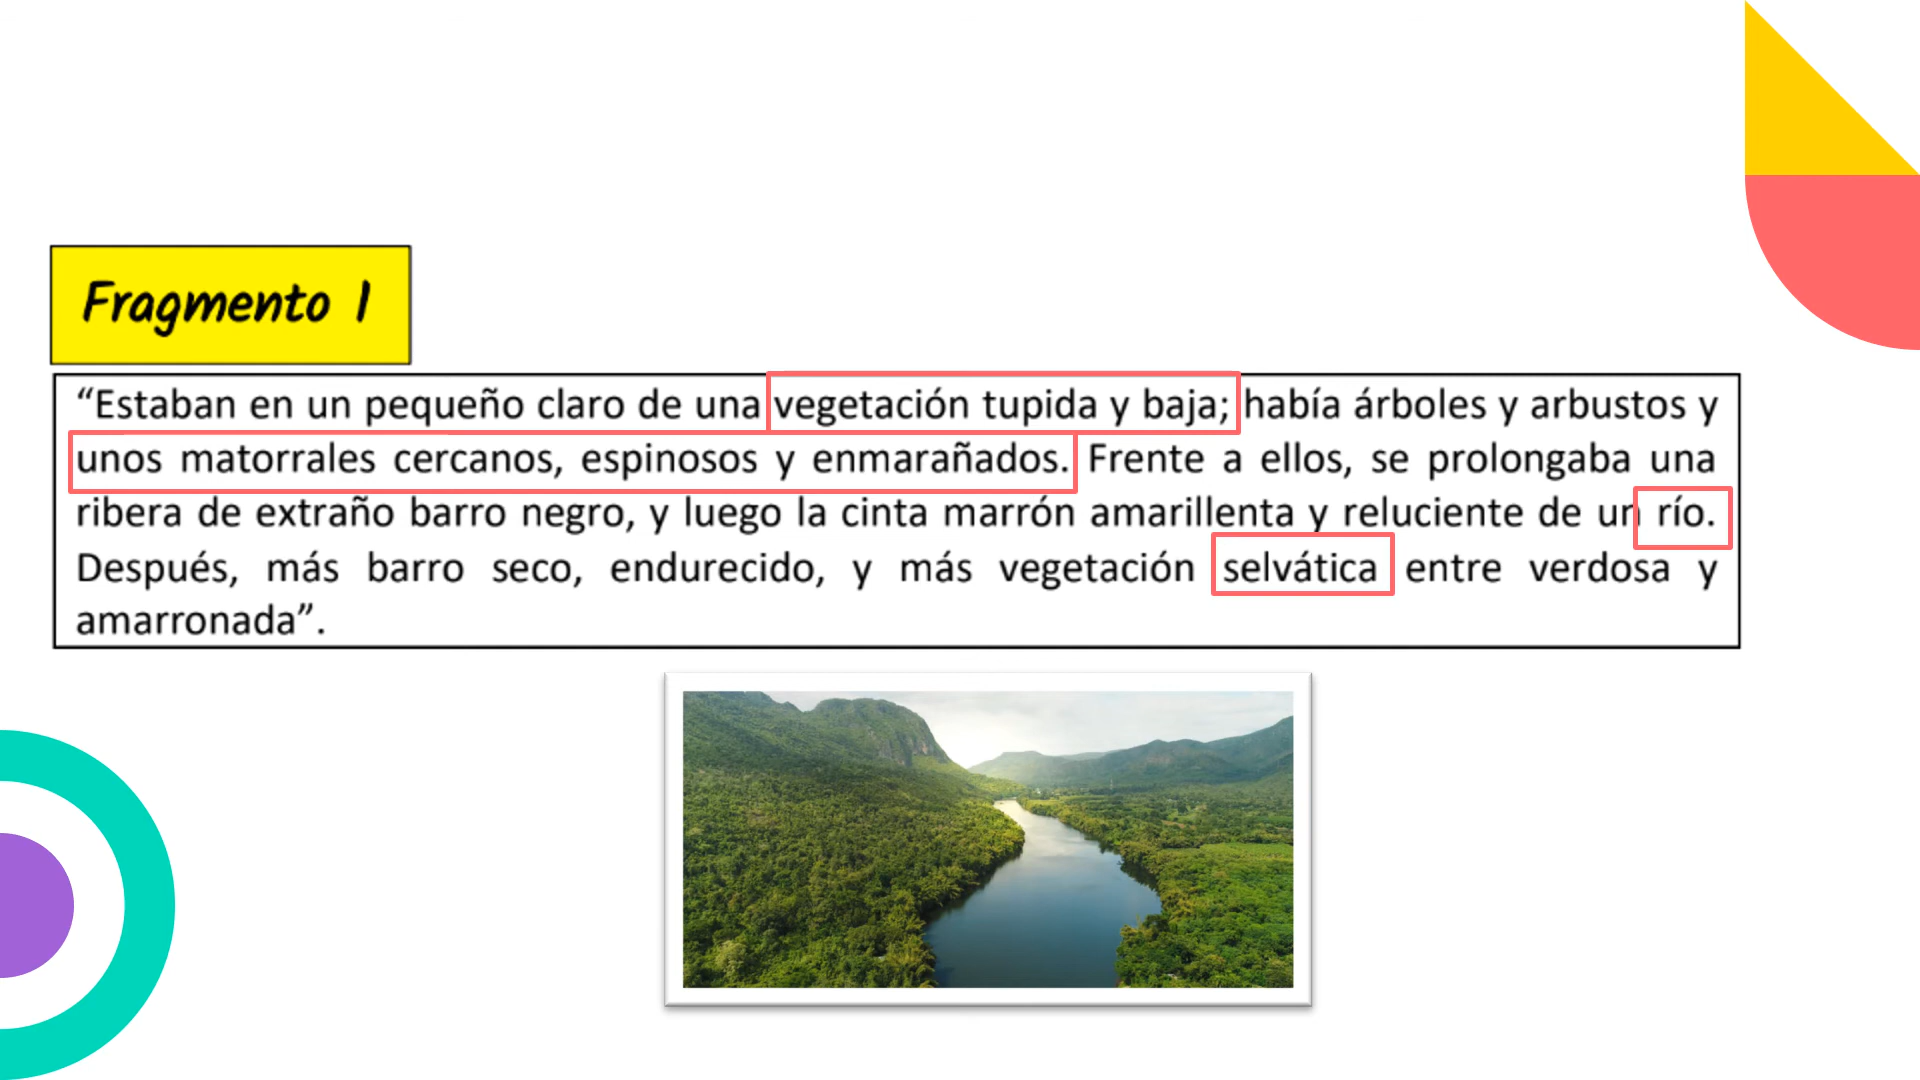 Fragmento 1
“Estaban en un pequeño claro de una vegetación tupida y baja; había árboles y arbustos y
unos matorrales cercanos, espinosos y enmarañados. Frente a ellos, se prolongaba una
ribera de extraño barro negro, y luego la cinta marrón amarillenta y reluciente de un río.
Después, más barro seco, endurecido, y más vegetación selvática entre verdosa y
amarronada”.